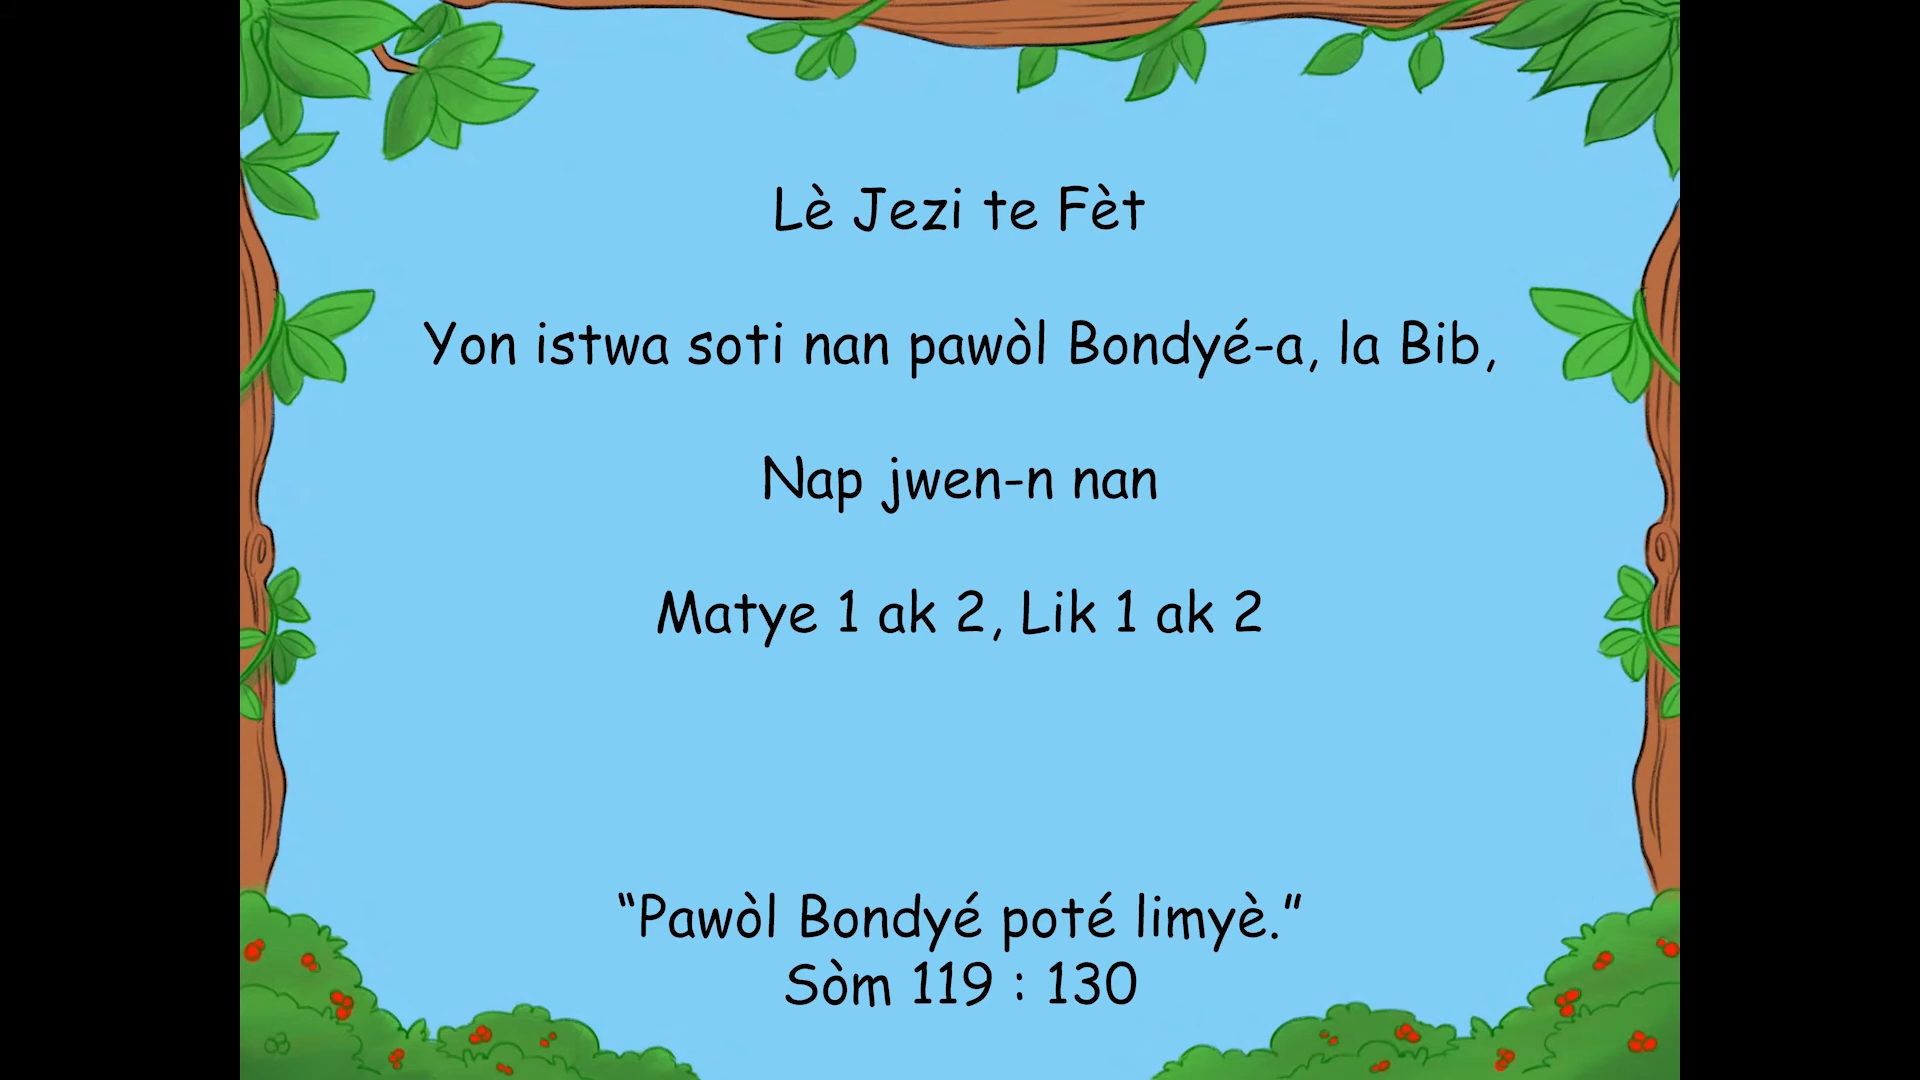 Lè Jezi te Fèt
Yon istwa soti nan pawòl Bondyé-a, la Bib,
Nap jwen-n nan
Matye 1 ak 2, Lik 1 ak 2
“Pawòl Bondyé poté limyè.”
Sòm 119 : 130